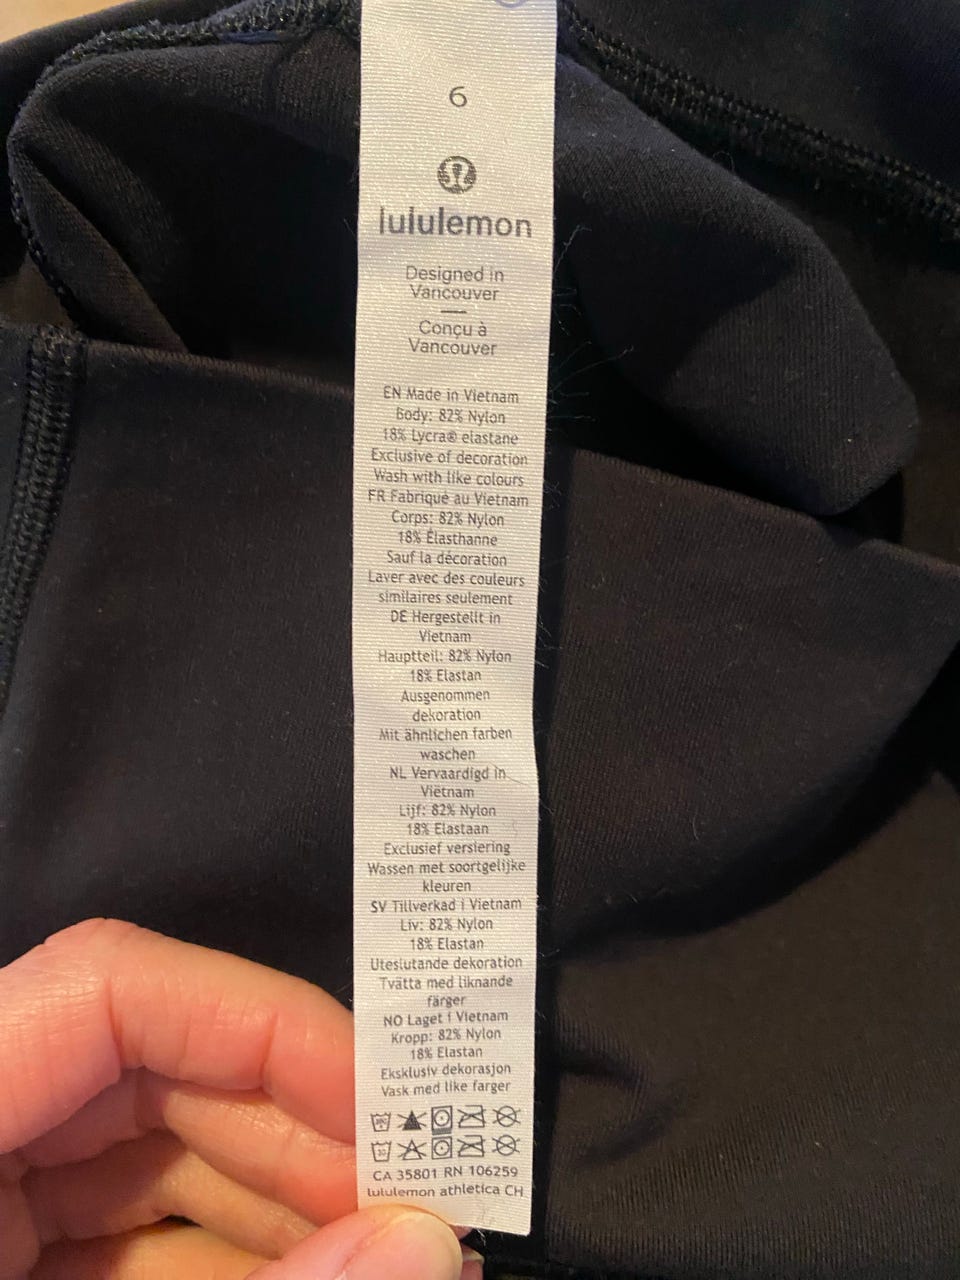 6
lululemon
Designed in
Vancouver
Conçu à
Vancouver
EN Made in Vietnam
Body: 82% Nylon
18% Lycra® elastane
Exclusive of decoration
Wash with like colours
FR Fabriqué au Vietnam
Corps: 82% Nylon
18% Élasthanne
Sauf la décoration
Laver avec des couleurs
similaires seulement
DE Hergestellt in
Vietnam
Hauptteil: 82% Nylon
18% Elastan
Ausgenommen
dekoration
Mit ähnlichen farben
waschen
NL Vervaardigd in
Viëtnam
Lijf: 82% Nylon
18% Elastaan
Exclusief versiering
Wassen met soortgelijke
kleuren
SV Tillverkad i Vietnam
Liv: 82% Nylon
18% Elastan
Uteslutande dekoration
Tvätta med liknande
färger
NO Laget i Vietnam
Kropp: 82% Nylon
18% Elastan
Eksklusiv dekorasjon
Vask med like farger
CA 35801 RN 106259
lululemon athletica CH